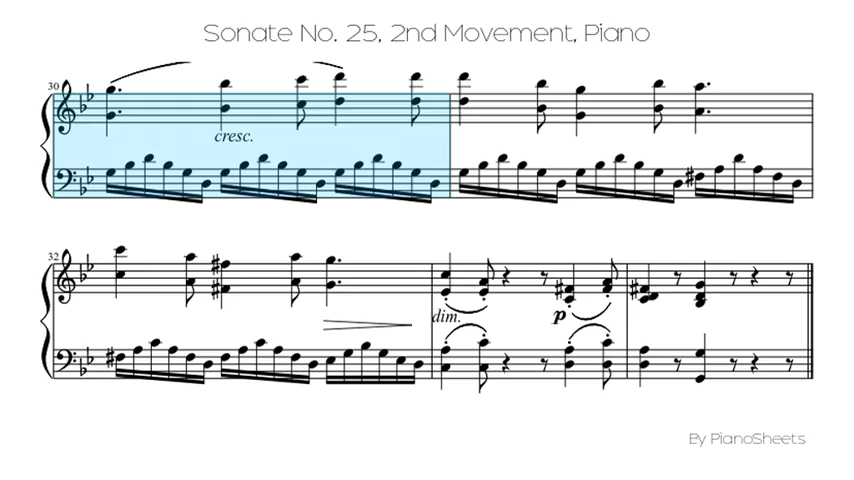 Sonate No. 25, 2nd Movement, Piano
30
cresc.
32
dim.
p
By PianoSheets